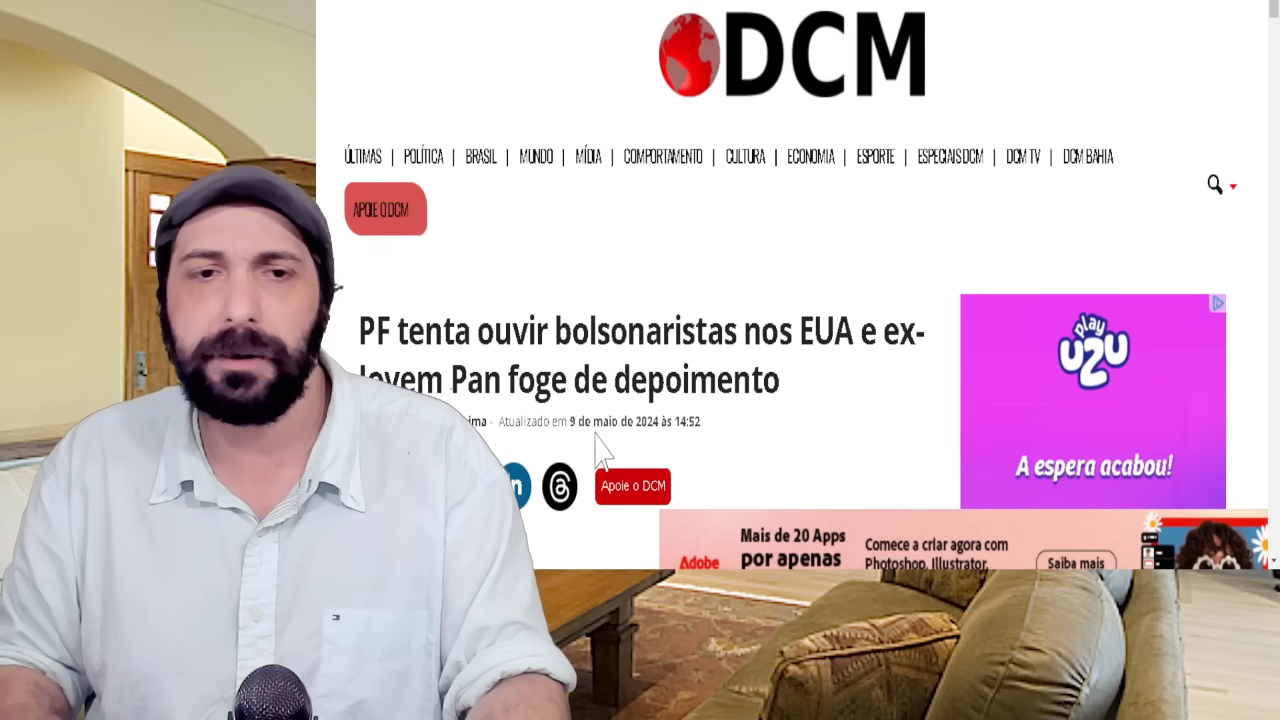 DCM
ÚLTIMAS | POLÍTICA | BRASIL | MUNDO | MÍDIA | COMPORTAMENTO | CULTURA | ECONOMIA | ESPORTE | ESPECIAIS DCM | DCM TV | DCM BAHIA
APOIE O DCM
PF tenta ouvir bolsonaristas nos EUA e ex-
Jovem Pan foge de depoimento
Atualizado em 9 de maio de 2024 às 14:52
Apoie o DCM
play
UZU
A espera acabou!
Adobe
Mais de 20 Apps
por apenas
Comece a criar agora com
Photoshop, Illustrator,
Saiba mais